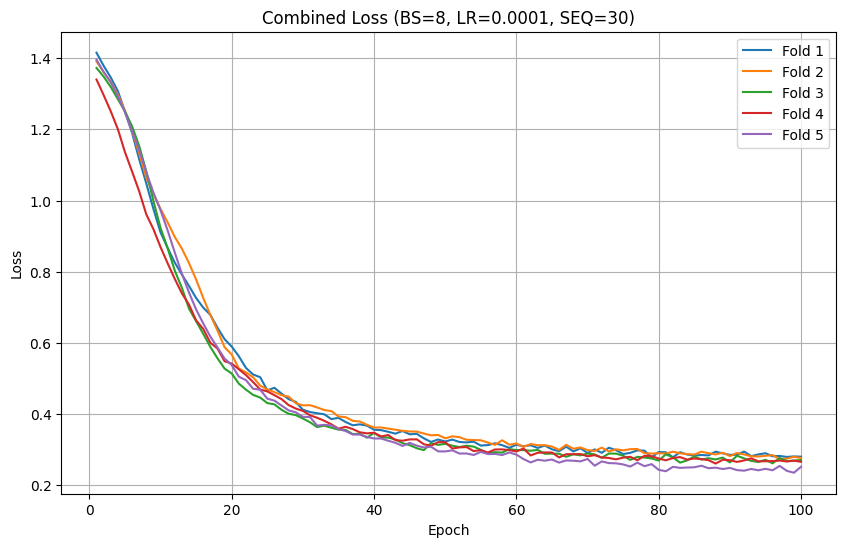 Combined Loss (BS=8, LR=0.0001, SEQ=30)
Fold 1
Fold 2
Fold 3
Fold 4
Fold 5
Loss
1.4
1.2
1.0
0.8
0.6
0.4
0.2
0 20 40 60 80 100
Epoch